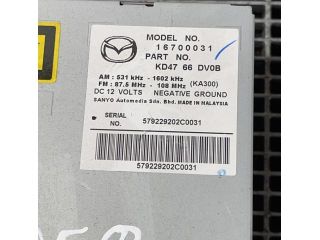 MODEL NO.
16700031
PART NO.
KD47 66 DV0B
AM : 531 kHz - 1602 kHz
FM : 87.5 MHz - 108 MHz (KA300)
DC 12 VOLTS NEGATIVE GROUND
SANYO Automedia Sdn. Bhd. MADE IN MALAYSIA
SERIAL
NO.
579229202C0031
579229202C0031